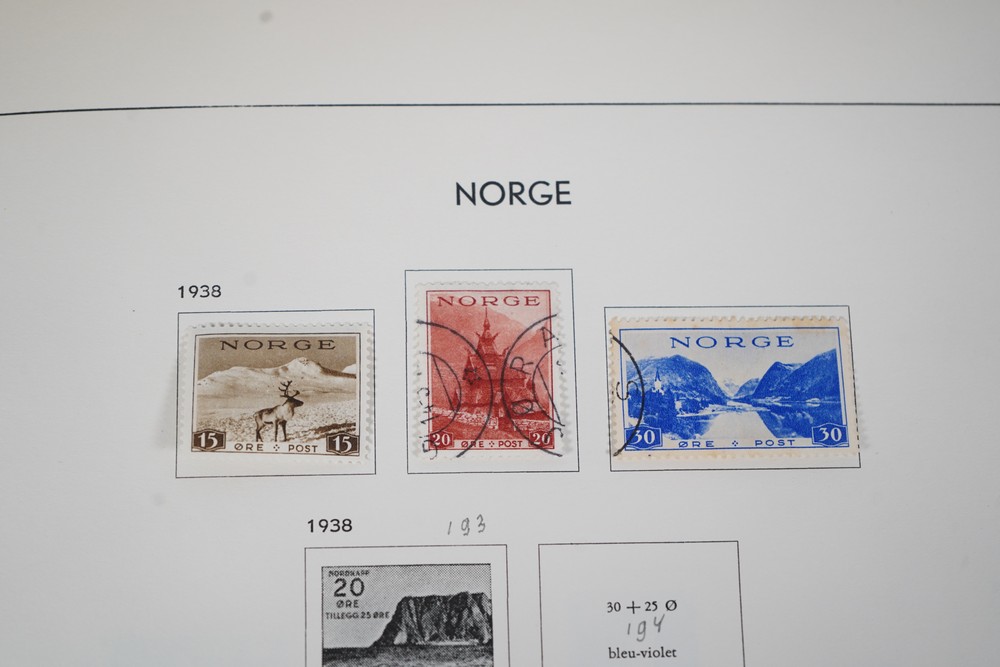 NORGE
1938
NORGE
15 15
ØRE ÷ POST
NORGE
20 20
ØRE ÷ POST
NORGE
30 30
ØRE ÷ POST
S
1938
193
NORDKAPP
20
ØRE
TILLEGG 25 ØRE
30 + 25 Ø
194
bleu-violet